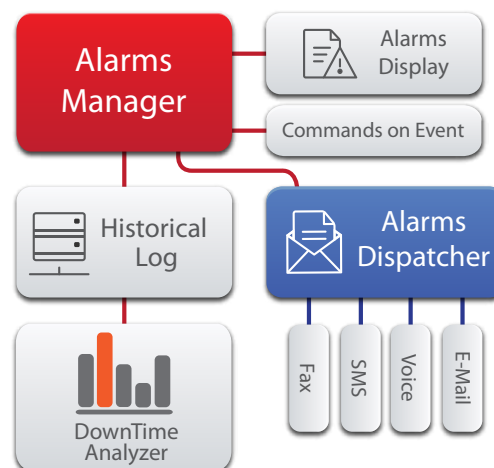 Alarms
Manager
Alarms
Display
Commands on Event
Historical
Log
Alarms
Dispatcher
Fax
SMS
Voice
E-Mail
DownTime
Analyzer